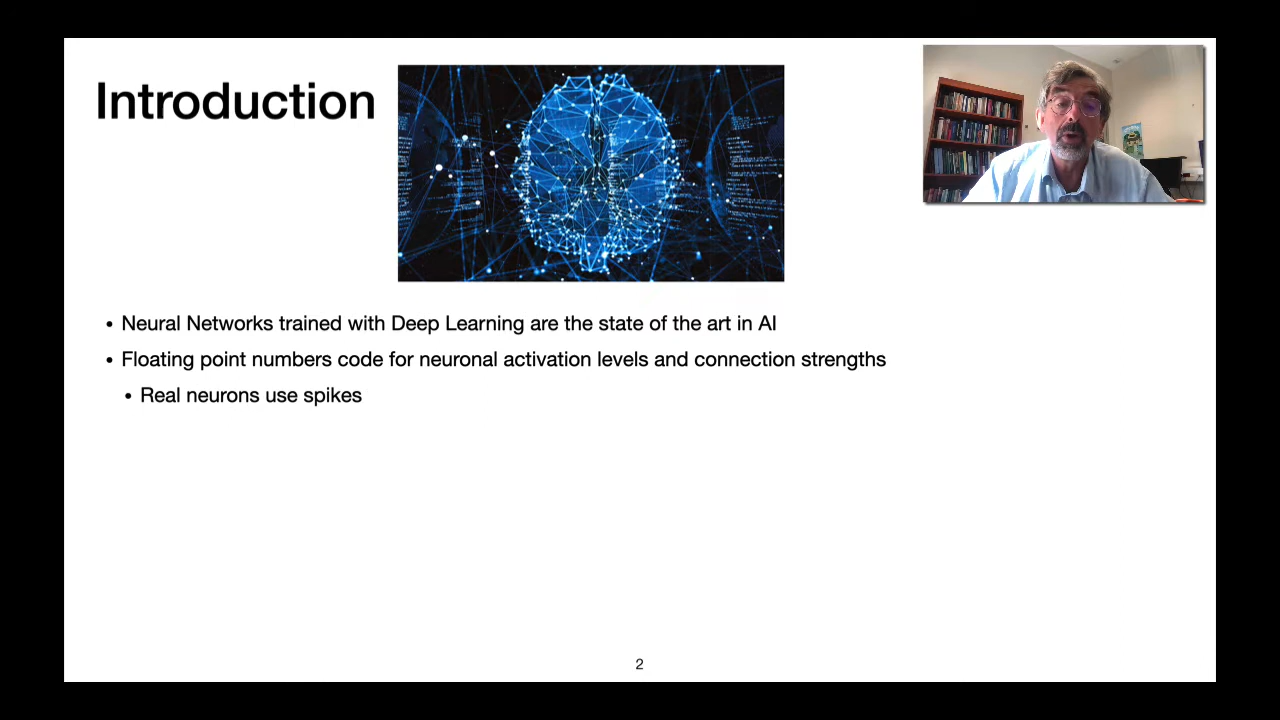 Introduction
• Neural Networks trained with Deep Learning are the state of the art in AI
• Floating point numbers code for neuronal activation levels and connection strengths
• Real neurons use spikes
2